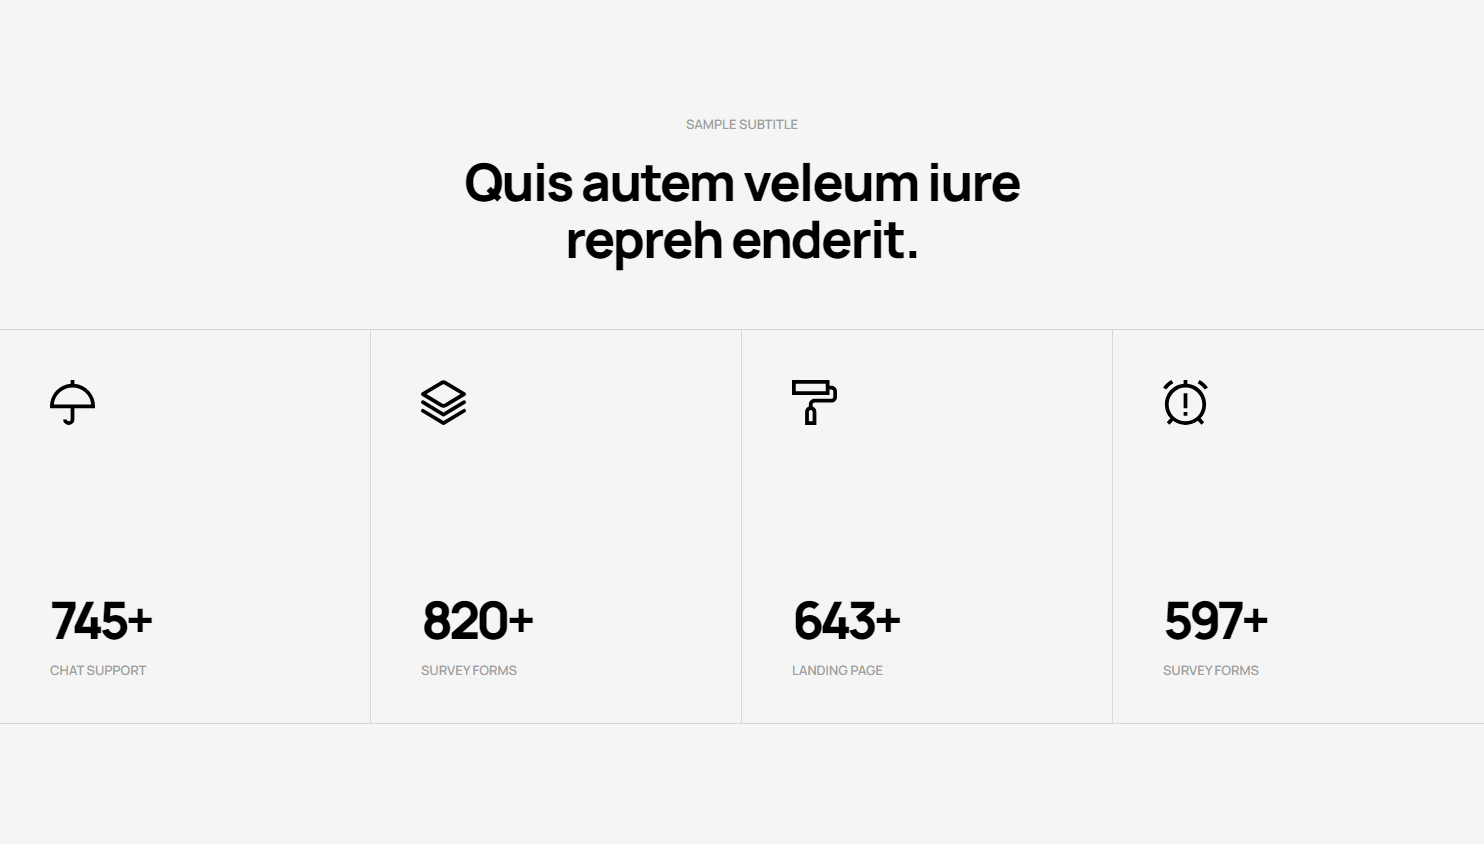 SAMPLE SUBTITLE
Quis autem veleum iure
repreh enderit.
745+
CHAT SUPPORT
820+
SURVEY FORMS
643+
LANDING PAGE
597+
SURVEY FORMS